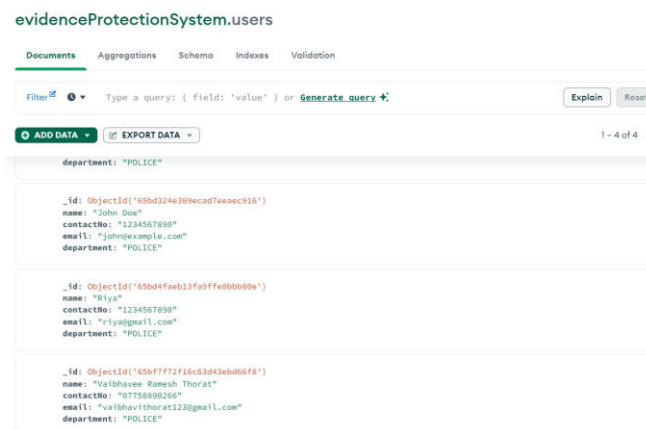 evidenceProtectionSystem.users
Documents Aggregations Schema Indexes Validation
Filter Type a query: { field: 'value' } or Generate query Explain Reset
ADD DATA EXPORT DATA 1 – 4 of 4
department: "POLICE"
_id: ObjectId('65bd324e309ecad7eeaec916')
name: "John Doe"
contactNo: "1234567890"
email: "john@example.com"
department: "POLICE"
_id: ObjectId('65bd4faeb13fa9ffe0bbb80e')
name: "Riya"
contactNo: "1234567890"
email: "riya@gmail.com"
department: "POLICE"
_id: ObjectId('65bf7f72f16c63d43ebd66f8')
name: "Vaibhavee Ramesh Thorat"
contactNo: "07758890266"
email: "vaibhavithorat123@gmail.com"
department: "POLICE"